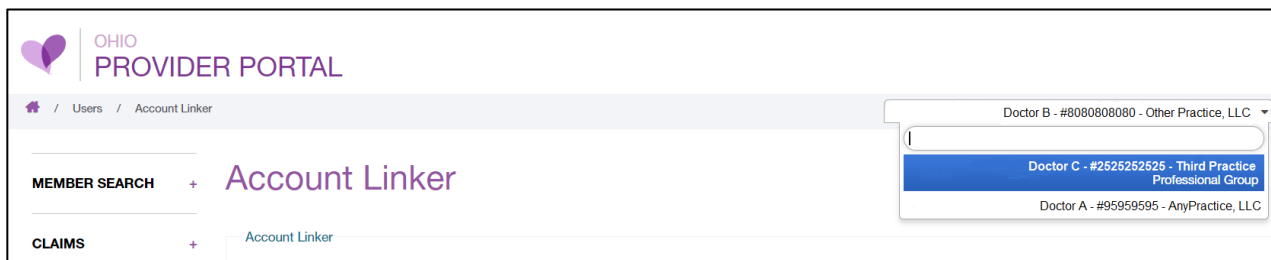 OHIO
PROVIDER PORTAL
/ Users / Account Linker
Doctor B - #8080808080 - Other Practice, LLC
Doctor C - #2525252525 - Third Practice
Professional Group
Doctor A - #95959595 - AnyPractice, LLC
MEMBER SEARCH +
Account Linker
CLAIMS +
Account Linker